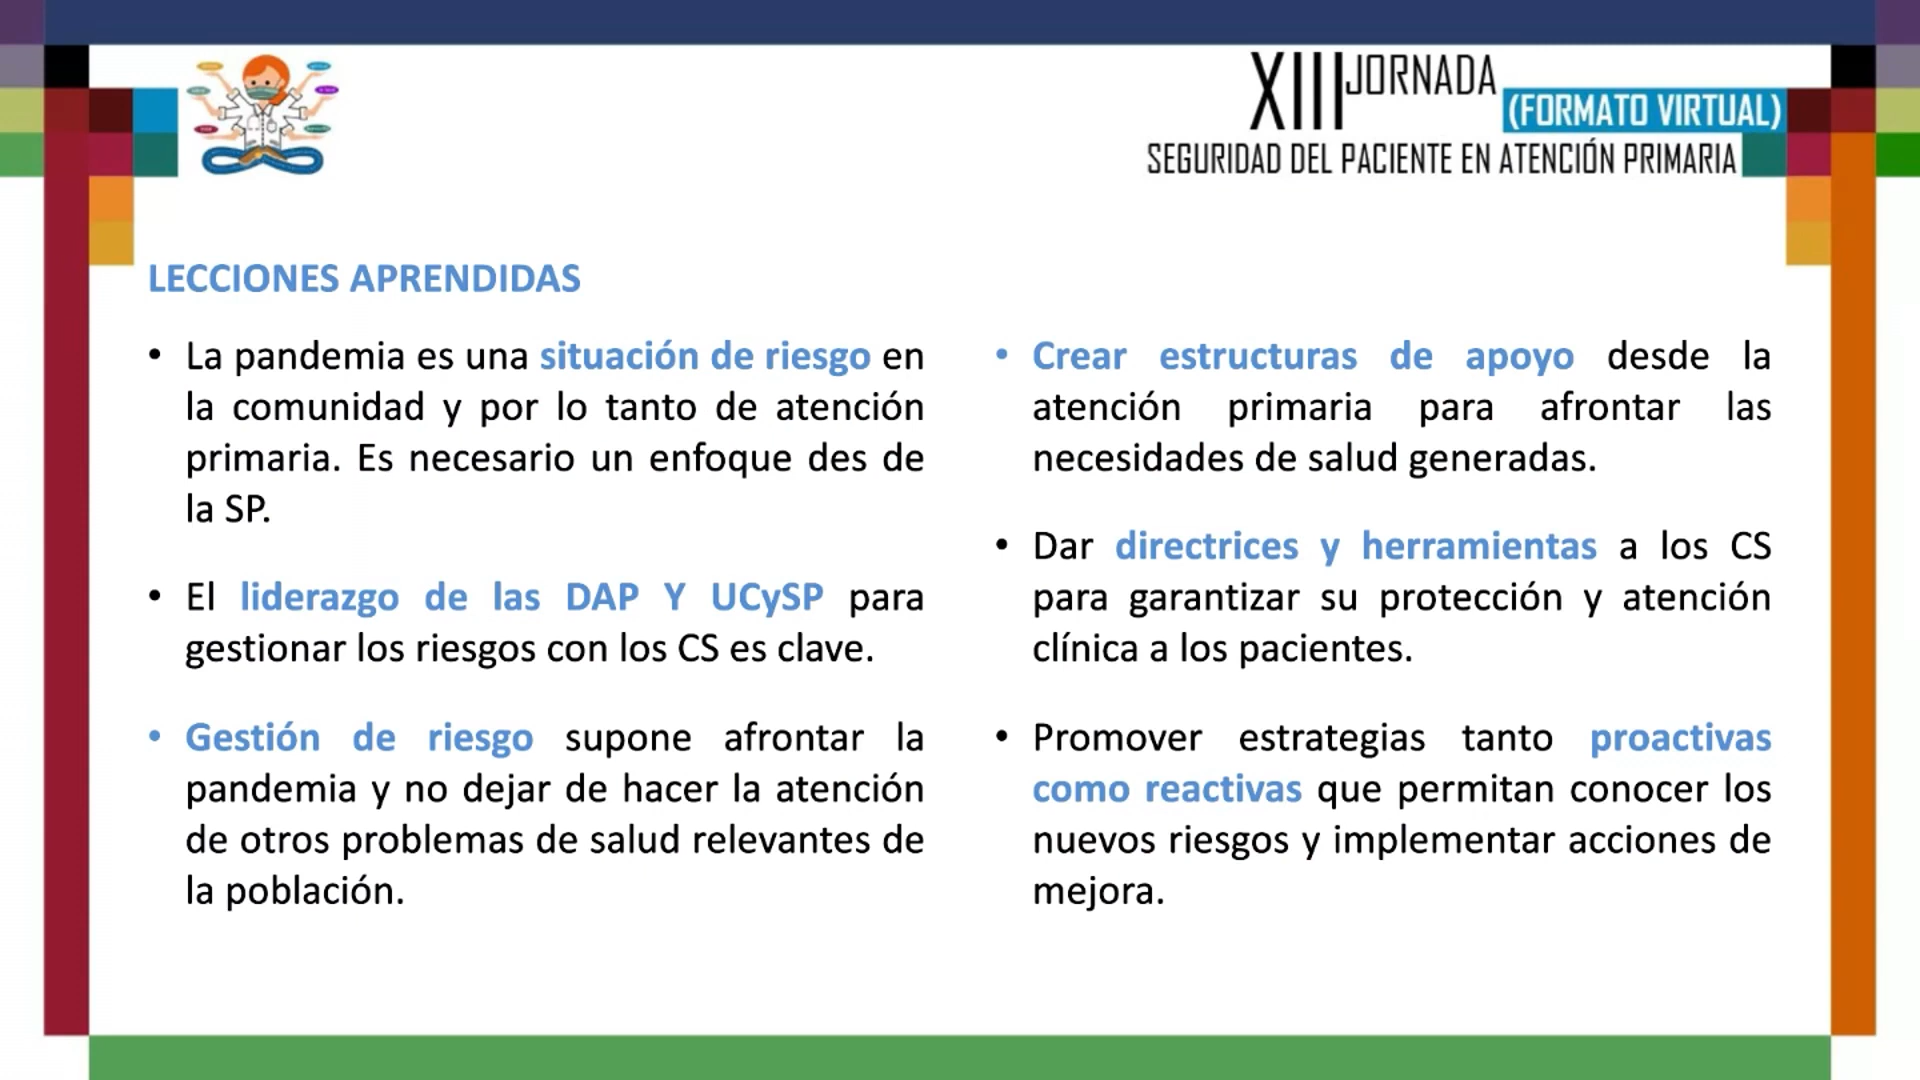 XIII JORNADA (FORMATO VIRTUAL)
SEGURIDAD DEL PACIENTE EN ATENCIÓN PRIMARIA
LECCIONES APRENDIDAS
• La pandemia es una situación de riesgo en
la comunidad y por lo tanto de atención
primaria. Es necesario un enfoque des de
la SP.
• El liderazgo de las DAP Y UCySP para
gestionar los riesgos con los CS es clave.
• Gestión de riesgo supone afrontar la
pandemia y no dejar de hacer la atención
de otros problemas de salud relevantes de
la población.
• Crear estructuras de apoyo desde la
atención primaria para afrontar las
necesidades de salud generadas.
• Dar directrices y herramientas a los CS
para garantizar su protección y atención
clínica a los pacientes.
• Promover estrategias tanto proactivas
como reactivas que permitan conocer los
nuevos riesgos y implementar acciones de
mejora.